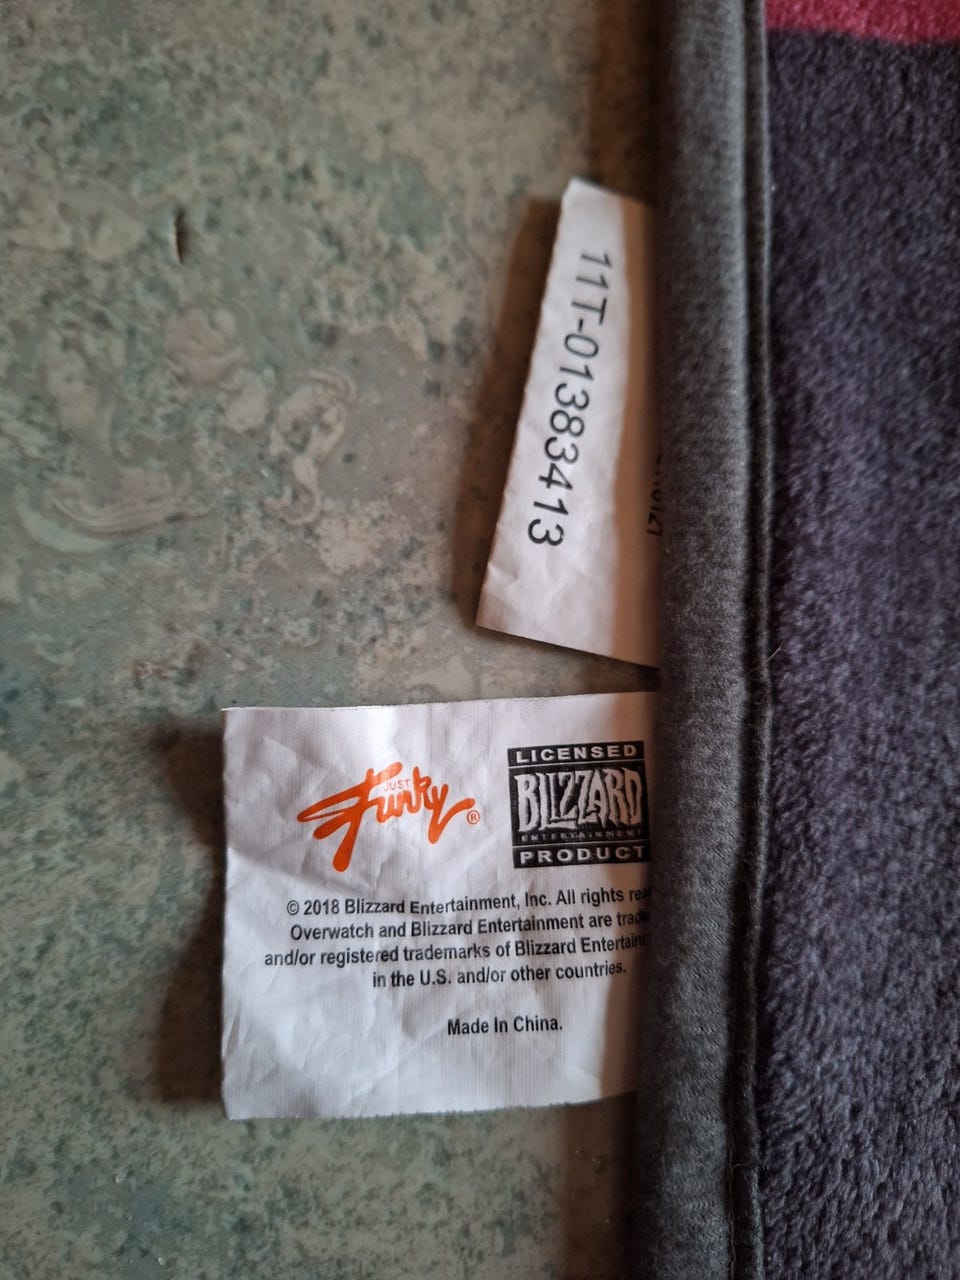 11T-01383413
JUST
Funky®
LICENSED
BLIZZARD
ENTERTAINMENT
PRODUCT
© 2018 Blizzard Entertainment, Inc. All rights
Overwatch and Blizzard Entertainment are
and/or registered trademarks of Blizzard
in the U.S. and/or other countries.
Made In China.